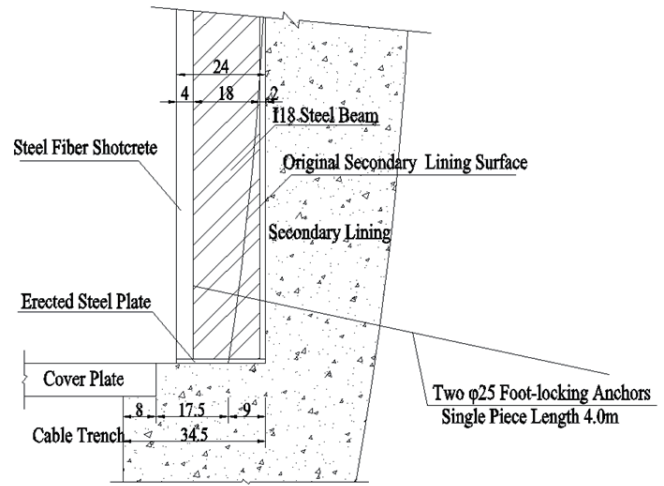 24
4 18 2
I18 Steel Beam
Steel Fiber Shotcrete
Original Secondary Lining Surface
Secondary Lining
Erected Steel Plate
Cover Plate
Two φ25 Foot-locking Anchors
Single Piece Length 4.0m
8 17.5 9
Cable Trench
34.5